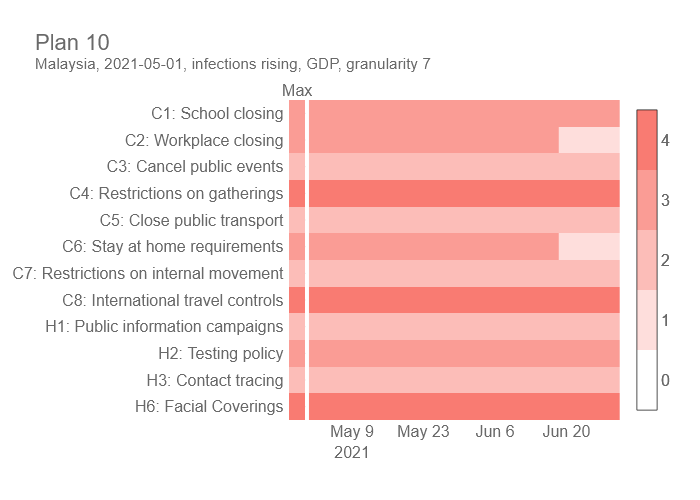 Plan 10
Malaysia, 2021-05-01, infections rising, GDP, granularity 7
Max
C1: School closing
C2: Workplace closing
C3: Cancel public events
C4: Restrictions on gatherings
C5: Close public transport
C6: Stay at home requirements
C7: Restrictions on internal movement
C8: International travel controls
H1: Public information campaigns
H2: Testing policy
H3: Contact tracing
H6: Facial Coverings
May 9 May 23 Jun 6 Jun 20
2021
4
3
2
1
0